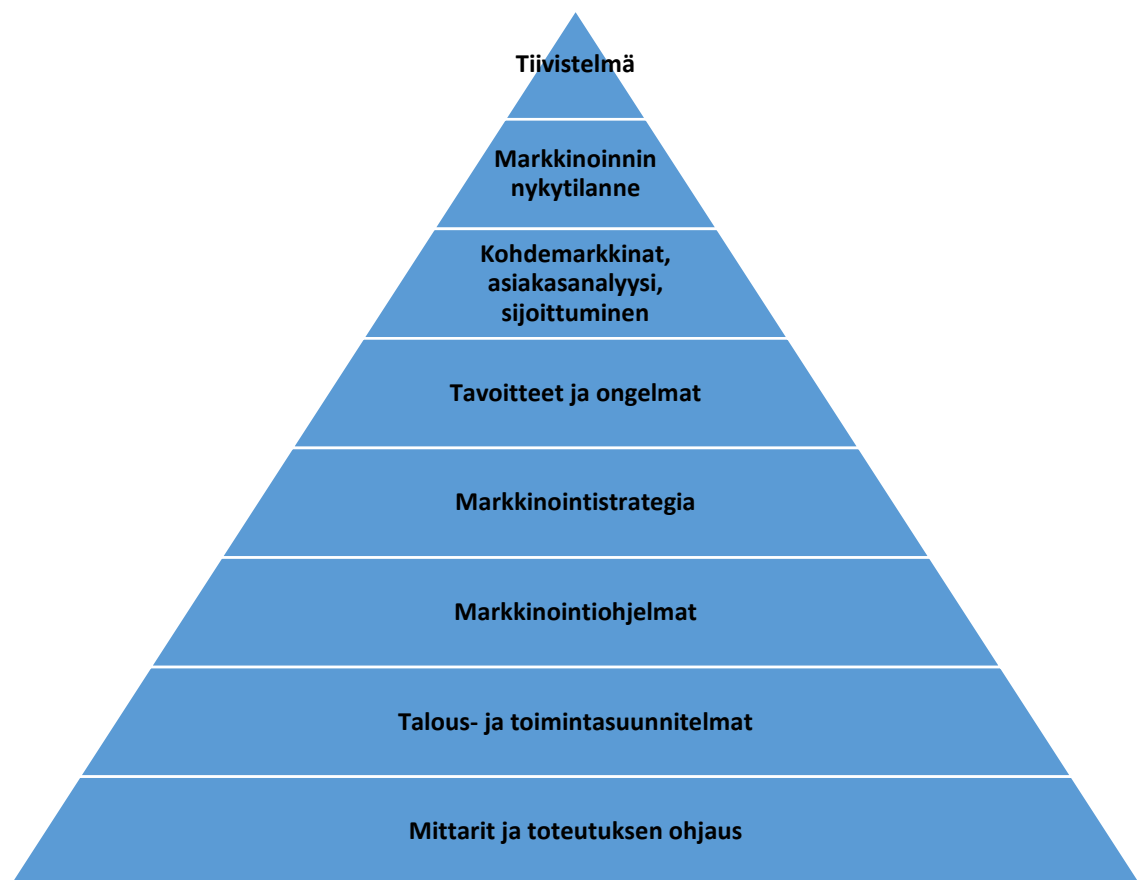 Tiivistelmä
Markkinoinnin
nykytilanne
Kohdemarkkinat,
asiakasanalyysi,
sijoittuminen
Tavoitteet ja ongelmat
Markkinointistrategia
Markkinointiohjelmat
Talous- ja toimintasuunnitelmat
Mittarit ja toteutuksen ohjaus